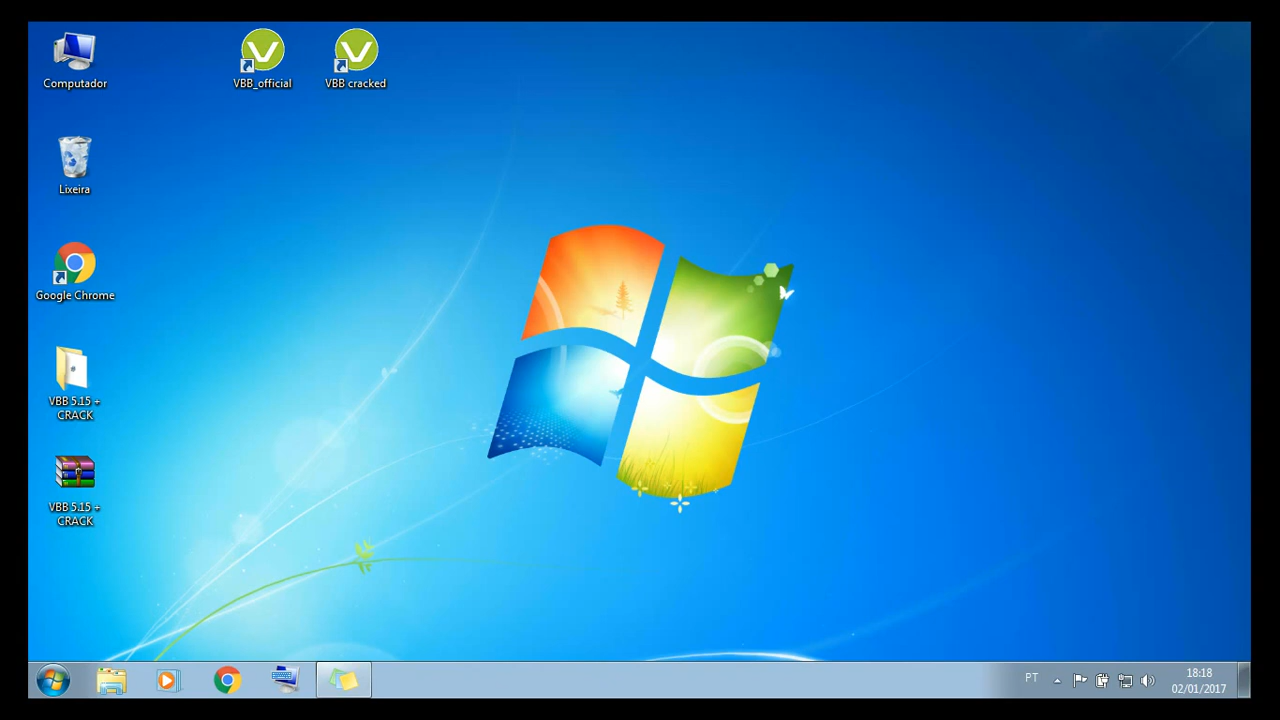 Computador
VBB_official
VBB cracked
Lixeira
Google Chrome
VBB 5.15 +
CRACK
VBB 5.15 +
CRACK
PT
18:18
02/01/2017